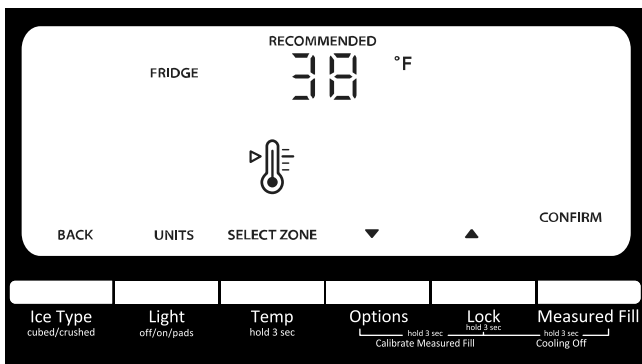 RECOMMENDED
FRIDGE 38 °F
BACK UNITS SELECT ZONE ▼ ▲ CONFIRM
Ice Type Light Temp Options Lock Measured Fill
cubed/crushed off/on/pads hold 3 sec hold 3 sec hold 3 sec hold 3 sec
Calibrate Measured Fill Cooling Off